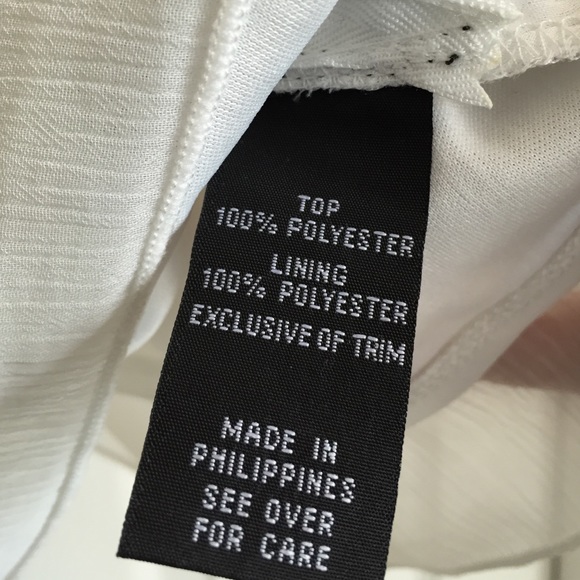 TOP
100% POLYESTER
LINING
100% POLYESTER
EXCLUSIVE OF TRIM
MADE IN
PHILIPPINES
SEE OVER
FOR CARE